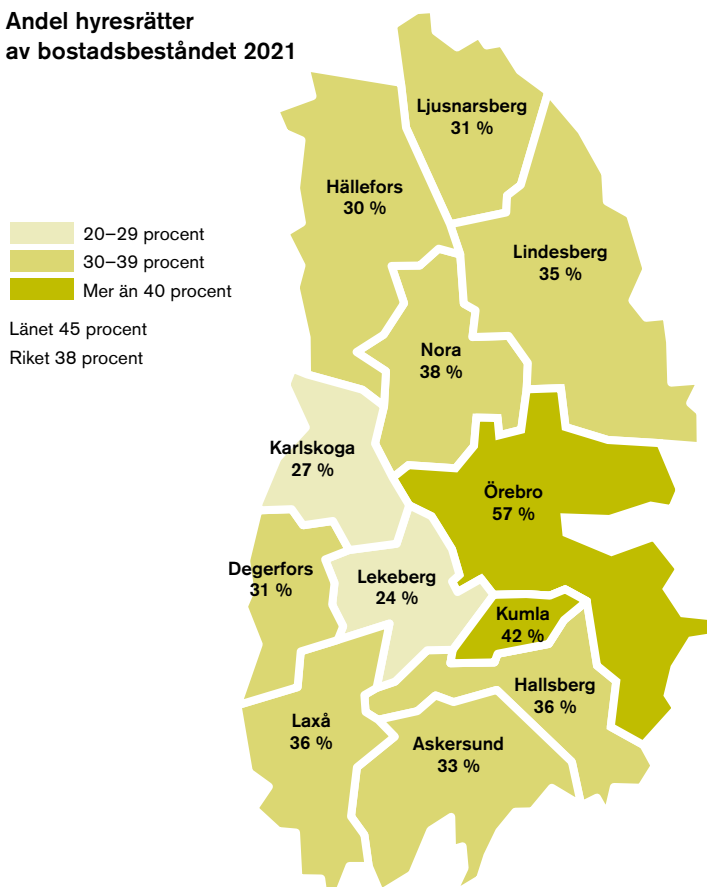 Andel hyresrätter
av bostadsbeståndet 2021
Ljusnarsberg
31 %
Hällefors
30 %
20–29 procent
30–39 procent
Mer än 40 procent
Länet 45 procent
Riket 38 procent
Lindesberg
35 %
Nora
38 %
Karlskoga
27 %
Örebro
57 %
Degerfors
31 %
Lekeberg
24 %
Kumla
42 %
Hallsberg
36 %
Laxå
36 %
Askersund
33 %